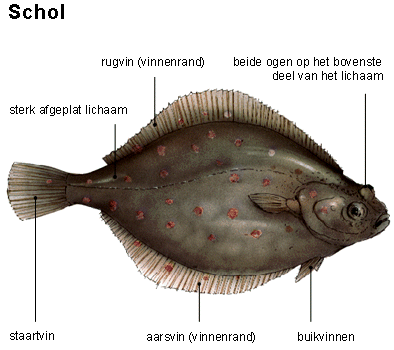 Schol
rugvin (vinnenrand)
beide ogen op het bovenste
deel van het lichaam
sterk afgeplat lichaam
staartvin
aarsvin (vinnenrand)
buikvinnen